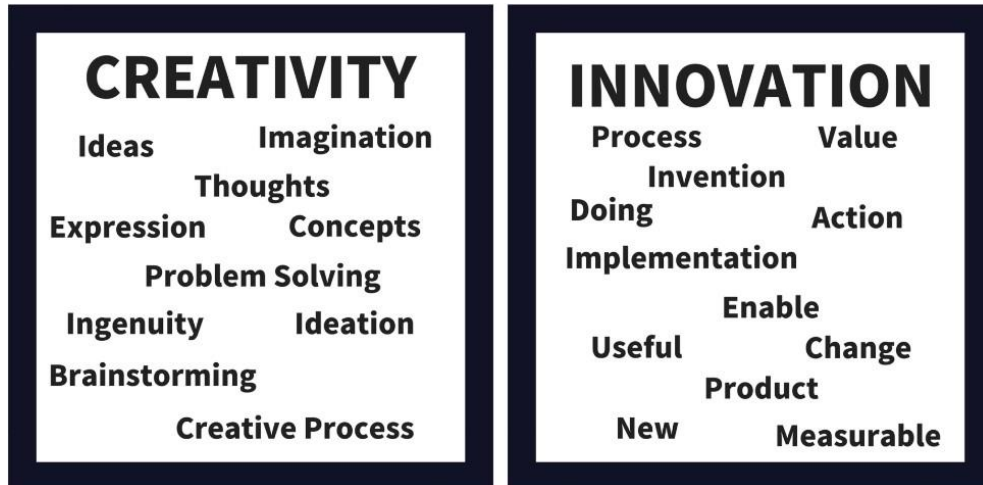 CREATIVITY
Ideas
Imagination
Thoughts
Expression
Concepts
Problem Solving
Ingenuity
Ideation
Brainstorming
Creative Process
INNOVATION
Process
Value
Invention
Doing
Action
Implementation
Enable
Useful
Change
Product
New
Measurable